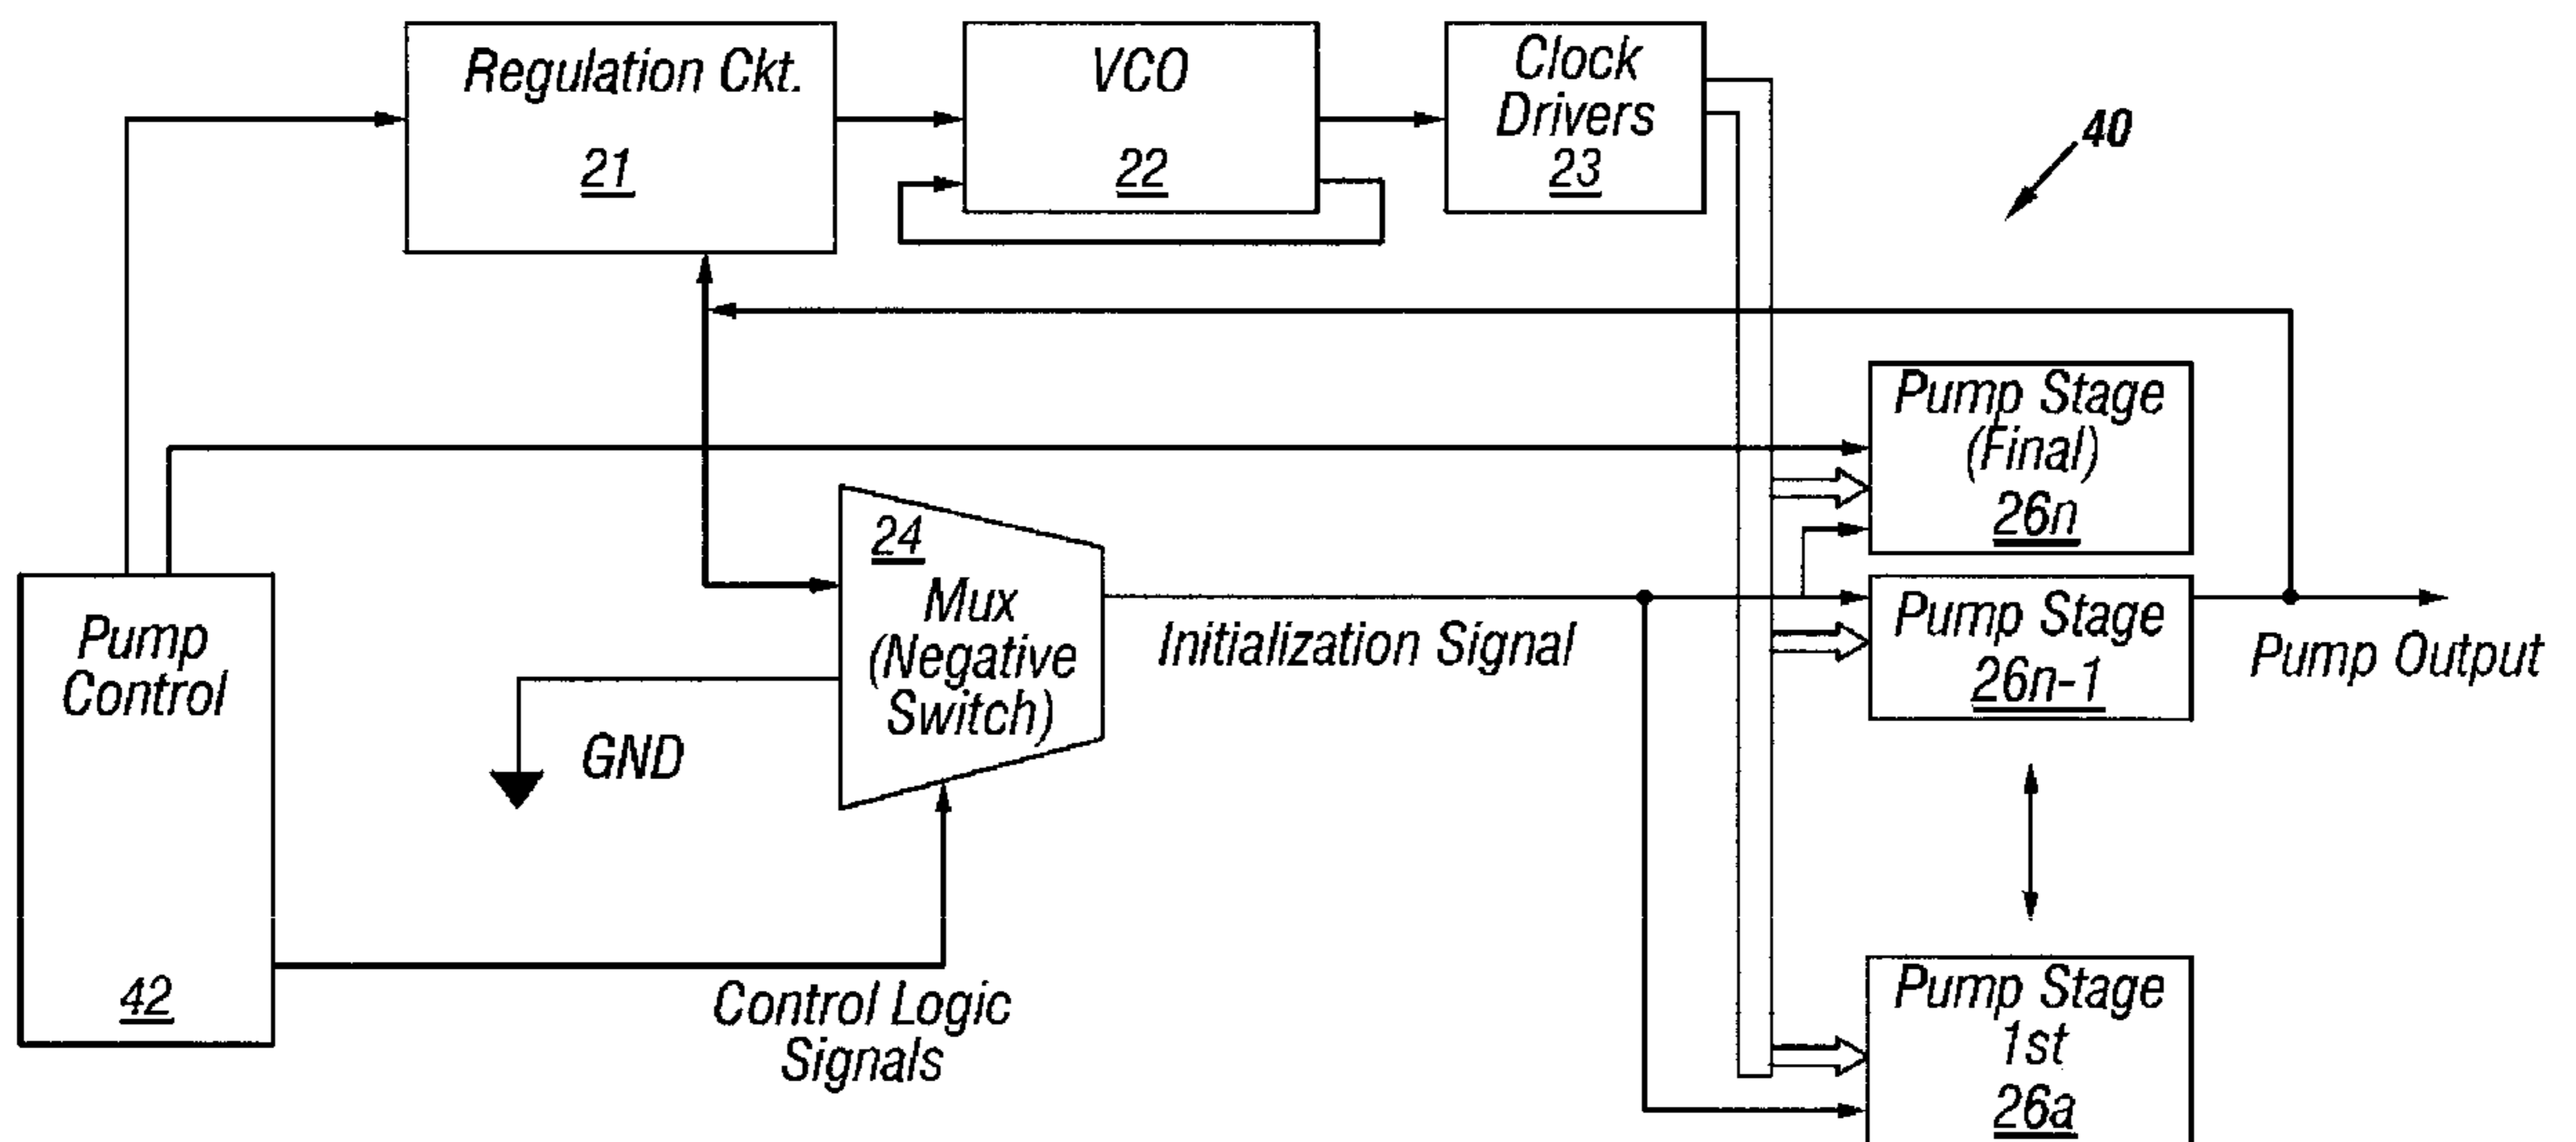 Regulation Ckt.
21
VCO
22
Clock
Drivers
23
40
Pump Stage
(Final)
26n
24
Mux
(Negative
Switch)
Initialization Signal
Pump Stage
26n-1
Pump Output
Pump
Control
42
GND
Control Logic
Signals
Pump Stage
1st
26a